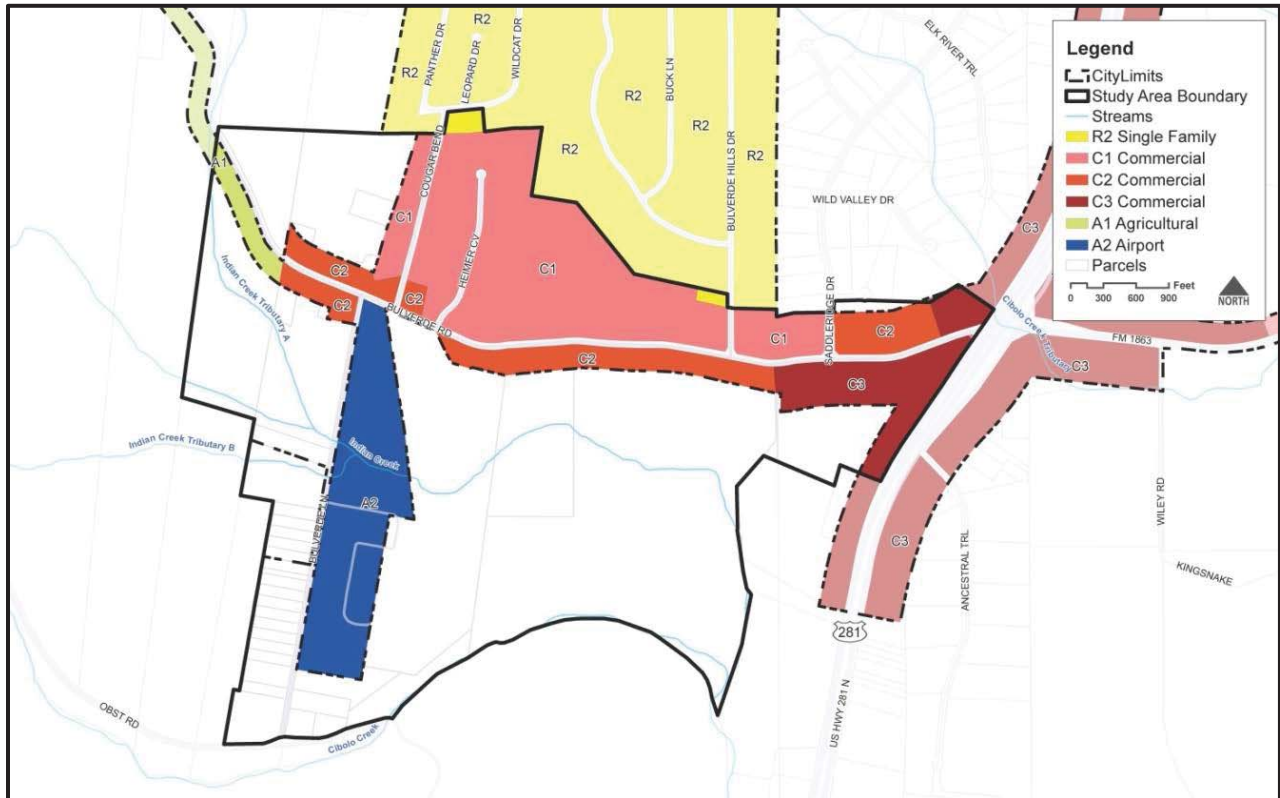 Legend
CityLimits
Study Area Boundary
Streams
R2 Single Family
C1 Commercial
C2 Commercial
C3 Commercial
A1 Agricultural
A2 Airport
Parcels
0 300 600 900 Feet
NORTH
PANTHER DR
R2
LEOPARD DR
WILDCAT DR
R2
BUCK LN
R2
R2
R2
BULVERDE HILLS DR
R2
ELK RIVER TRL
A1
COUGAR BEND
R2
WILD VALLEY DR
C1
HEIMER CV
C1
C2
C2
C2
BULVERDE RD
C2
C1
SADDLERIDGE DR
C2
C3
C3
Cibolo Creek Tributary
FM 1863
C3
C3
Indian Creek Tributary A
Indian Creek Tributary B
Indian Creek
A2
BULVERDE LN
C3
ANCESTRAL TRL
WILEY RD
KINGSNAKE
281
US HWY 281 N
OBST RD
Cibolo Creek